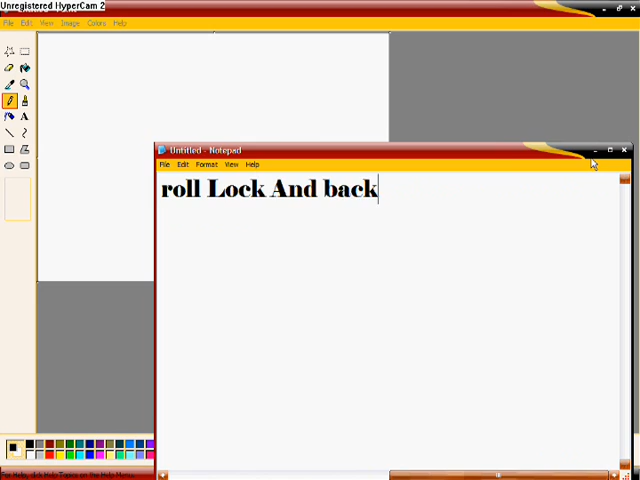 Unregistered HyperCam 2
File Edit View Image Colors Help
Untitled - Notepad
File Edit Format View Help
roll Lock And back
A
For Help, click Help Topics on the Help Menu.